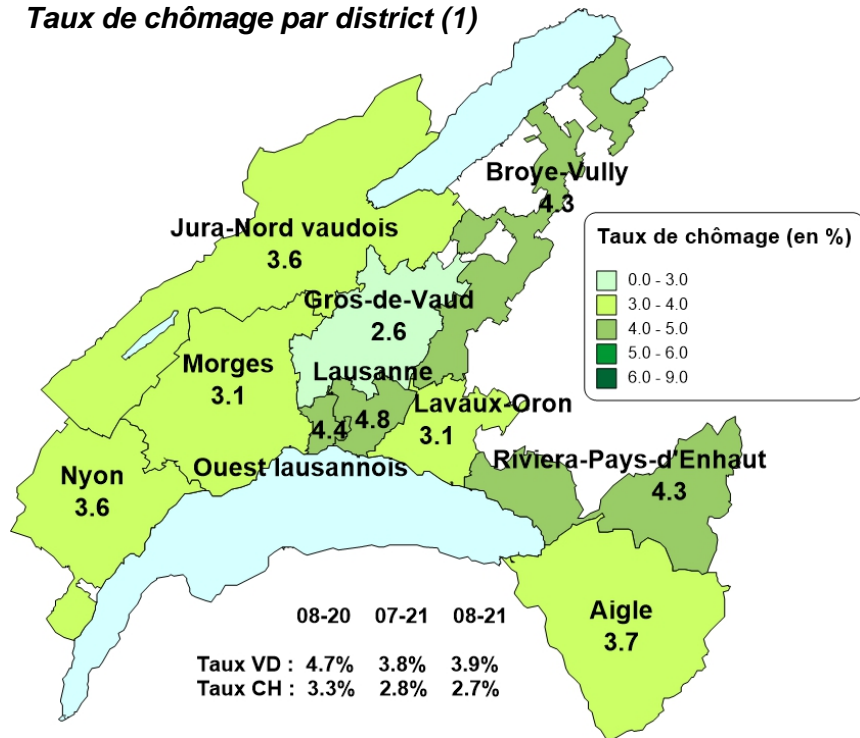 Taux de chômage par district (1)
Broye-Vully
4.3
Jura-Nord vaudois
3.6
Taux de chômage (en %)
0.0 - 3.0
3.0 - 4.0
4.0 - 5.0
5.0 - 6.0
6.0 - 9.0
Gros-de-Vaud
2.6
Morges
3.1
Lausanne
4.8
4.4
Lavaux-Oron
3.1
Ouest lausannois
Riviera-Pays-d'Enhaut
4.3
Nyon
3.6
Aigle
3.7
08-20 07-21 08-21
Taux VD : 4.7% 3.8% 3.9%
Taux CH : 3.3% 2.8% 2.7%